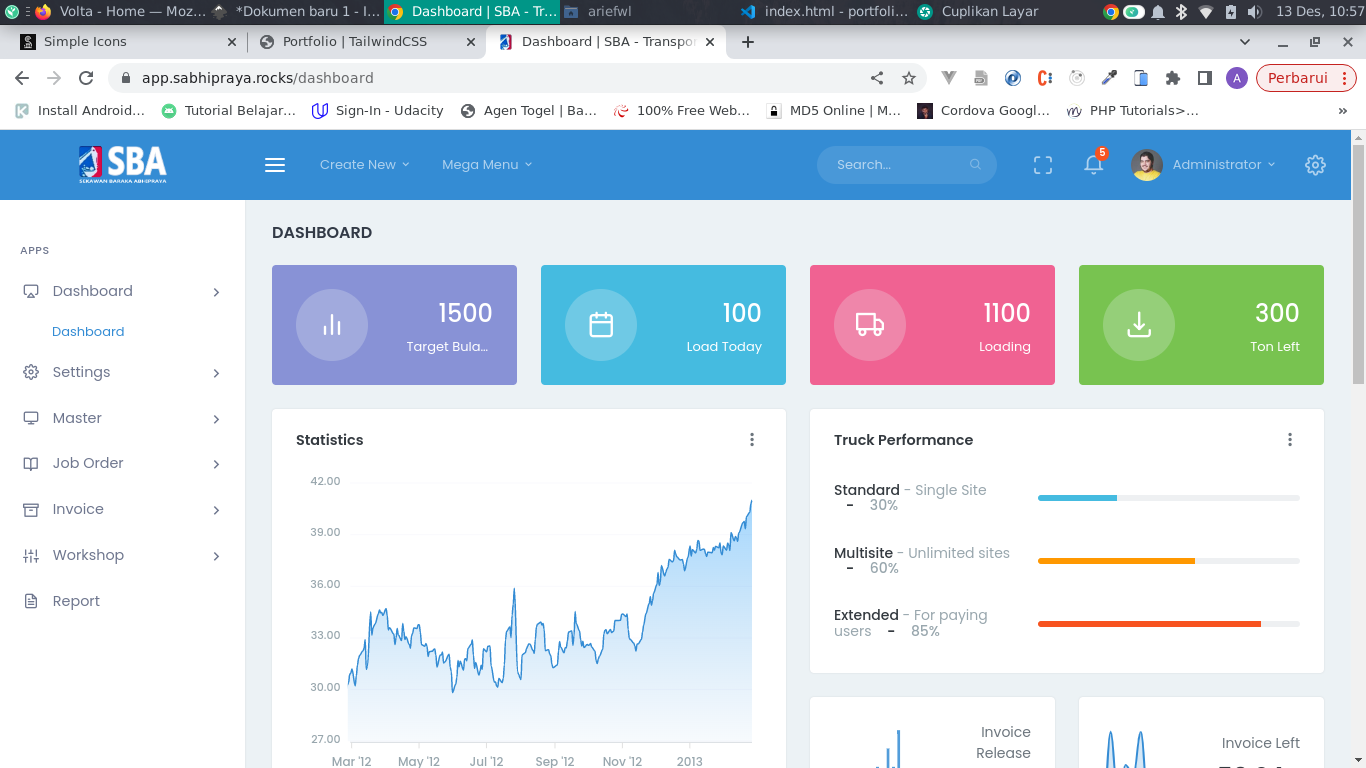 Volta - Home — Moz...
*Dokumen baru 1 - I...
Dashboard | SBA - Tr...
ariefwl
index.html - portfoli...
Cuplikan Layar
13 Des, 10:57
Simple Icons
Portfolio | TailwindCSS
Dashboard | SBA - Transpor
app.sabhipraya.rocks/dashboard
A
Perbarui
Install Android...
Tutorial Belajar...
Sign-In - Udacity
Agen Togel | Ba...
100% Free Web...
MD5 Online | M...
Cordova Googl...
PHP Tutorials>...
»
SBA
SEKAWAN BARAKA ABHIPRAYA
Create New
Mega Menu
Search...
5
Administrator
APPS
Dashboard
Dashboard
Settings
Master
Job Order
Invoice
Workshop
Report
DASHBOARD
1500
Target Bula...
100
Load Today
1100
Loading
300
Ton Left
Statistics
42.00
39.00
36.00
33.00
30.00
27.00
Mar '12 May '12 Jul '12 Sep '12 Nov '12 2013
Truck Performance
Standard - Single Site
- 30%
Multisite - Unlimited sites
- 60%
Extended - For paying
users - 85%
Invoice
Release
Invoice Left